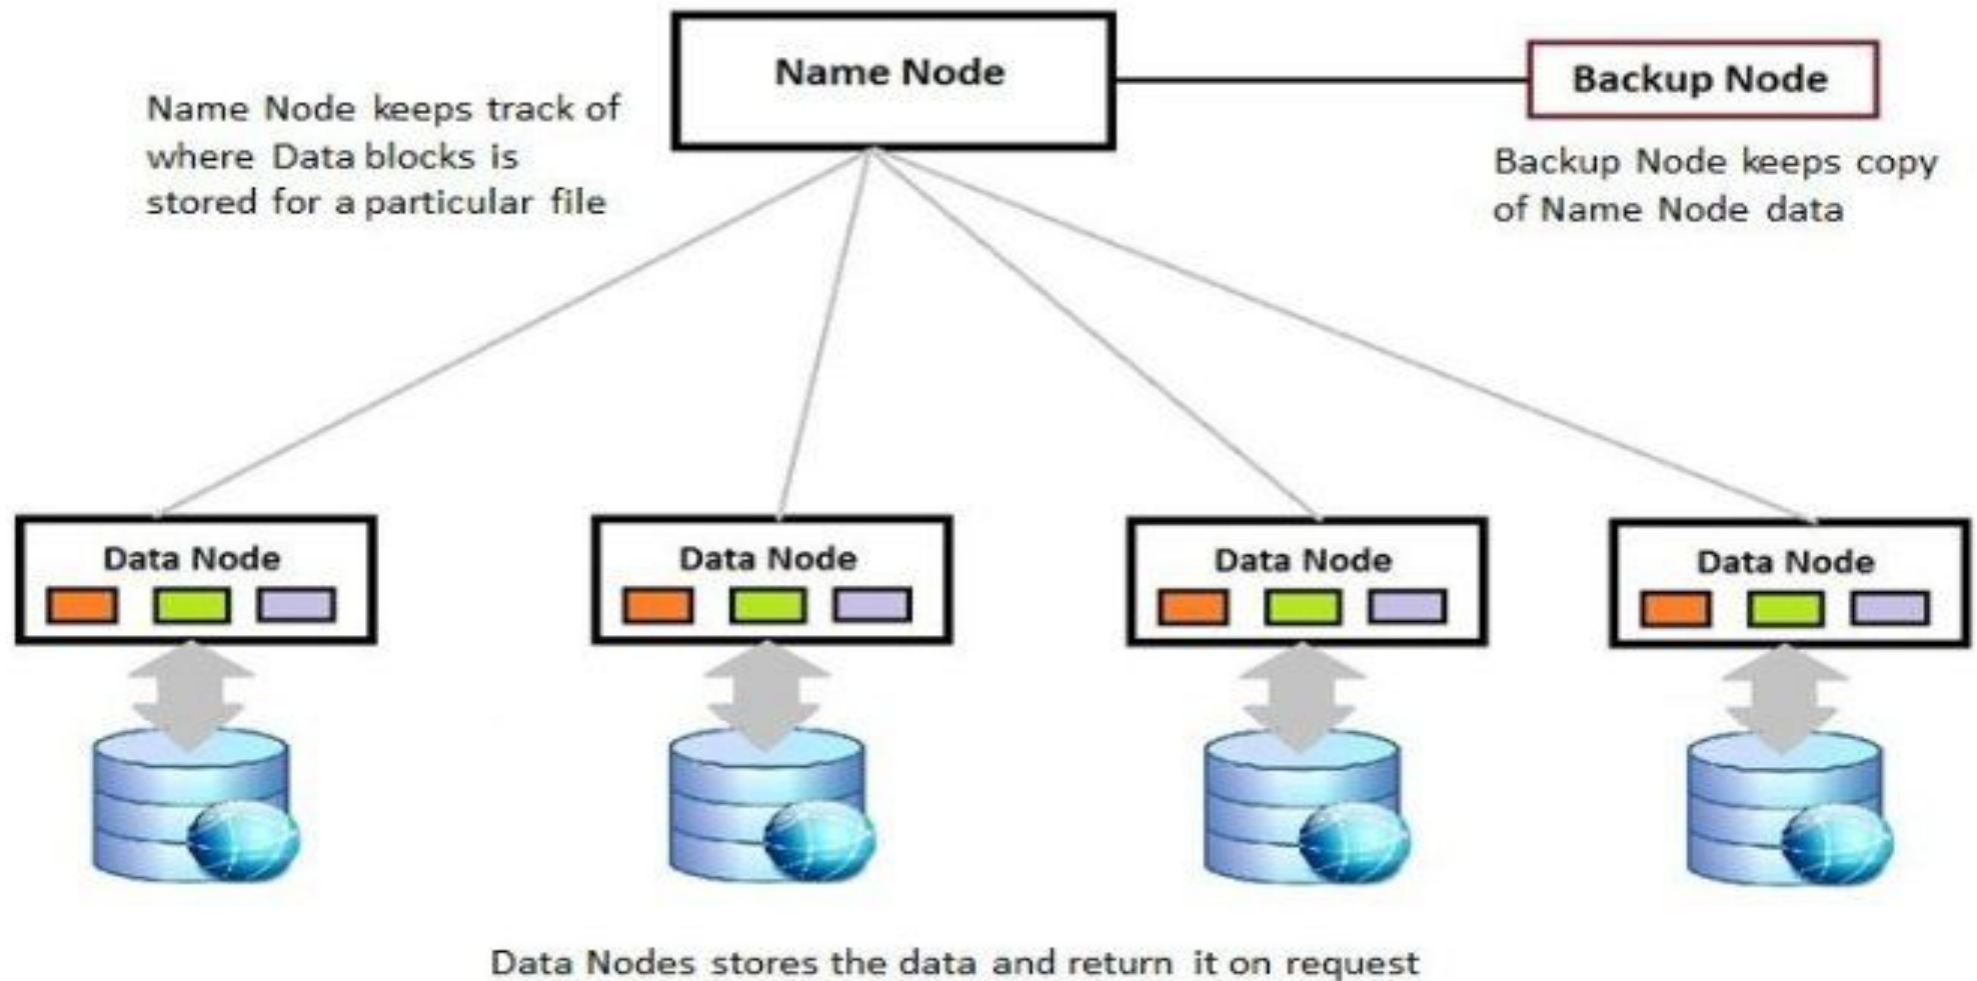 Name Node
Backup Node
Name Node keeps track of
where Data blocks is
stored for a particular file
Backup Node keeps copy
of Name Node data
Data Node
Data Node
Data Node
Data Node
Data Nodes stores the data and return it on request